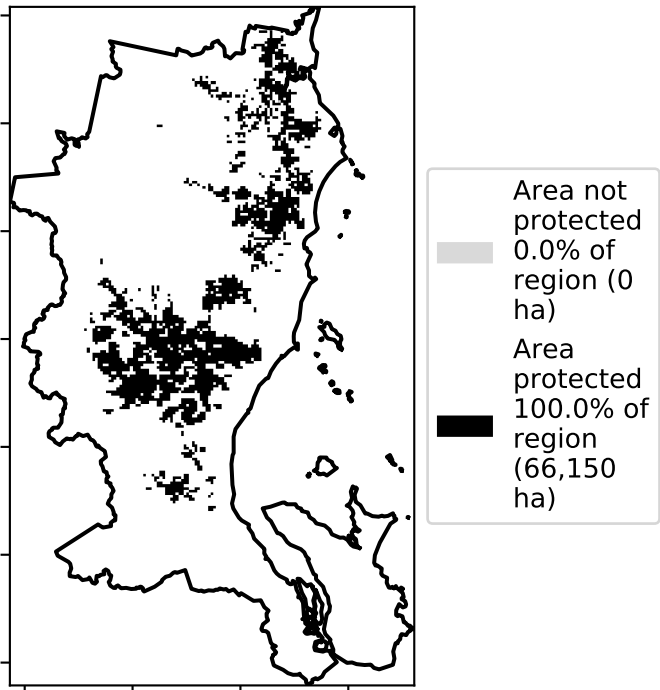 Area not
protected
0.0% of
region (0
ha)
Area
protected
100.0% of
region
(66,150
ha)